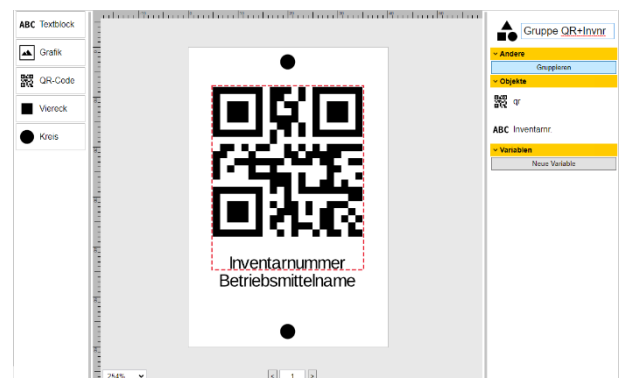 ABC Textblock
Grafik
QR-Code
Viereck
Kreis
Inventarnummer
Betriebsmittelname
254%
< 1 >
Gruppe QR+Invnr
Andere
Gruppieren
Objekte
qr
ABC Inventarnr.
Variablen
Neue Variable